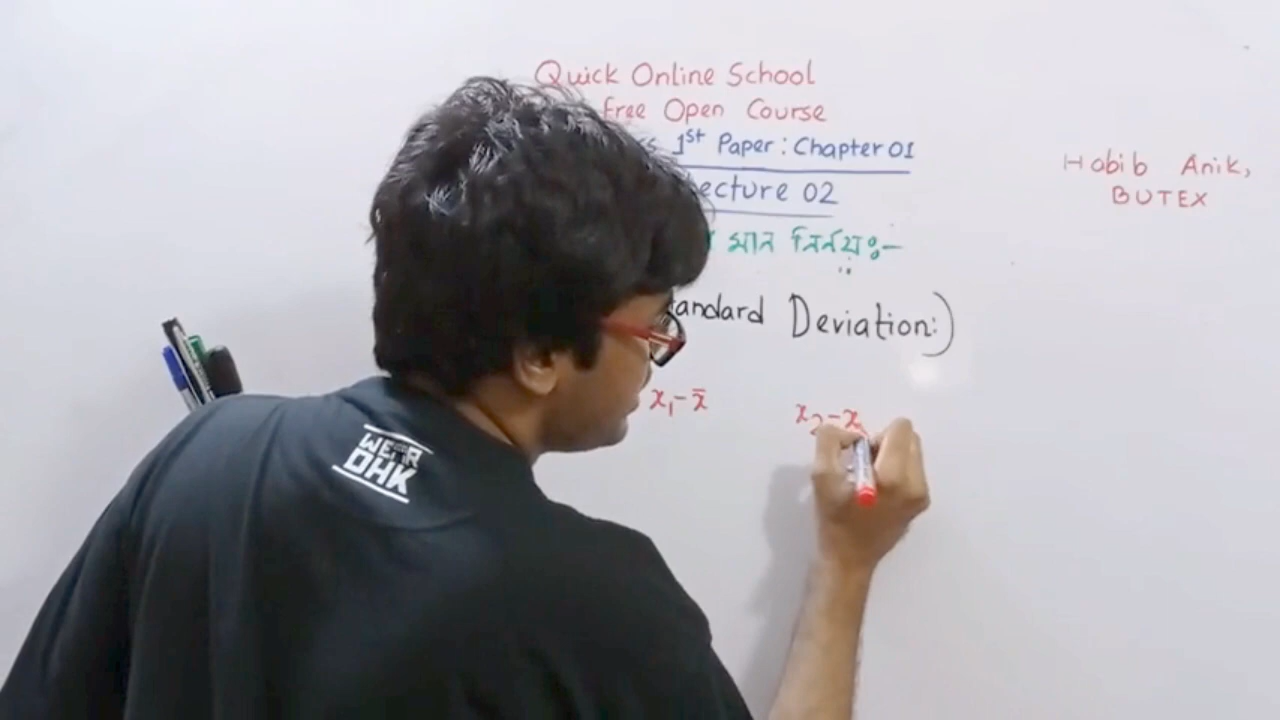 Quick Online School
Free Open Course
1st Paper : Chapter 01
Lecture 02
মান নির্নয়ঃ-
Standard Deviation:)
x₁-x̄
x₂-x
Habib Anik,
BUTEX
WEAR
DHK